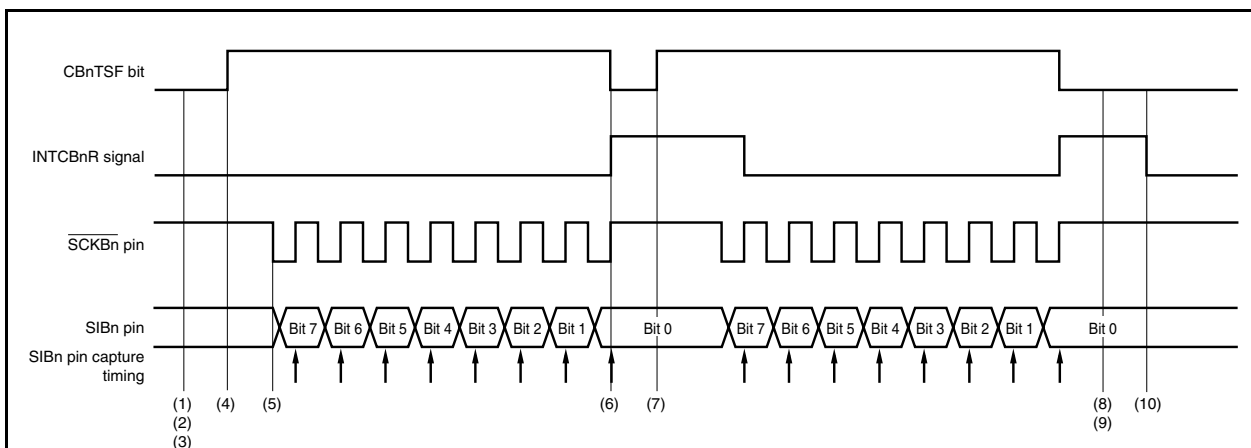 CBnTSF bit
INTCBnR signal
SCKBn pin
SIBn pin
Bit 7 Bit 6 Bit 5 Bit 4 Bit 3 Bit 2 Bit 1 Bit 0 Bit 7 Bit 6 Bit 5 Bit 4 Bit 3 Bit 2 Bit 1 Bit 0
SIBn pin capture
timing
(1) (4) (5) (6) (7) (8) (10)
(2) (9)
(3)